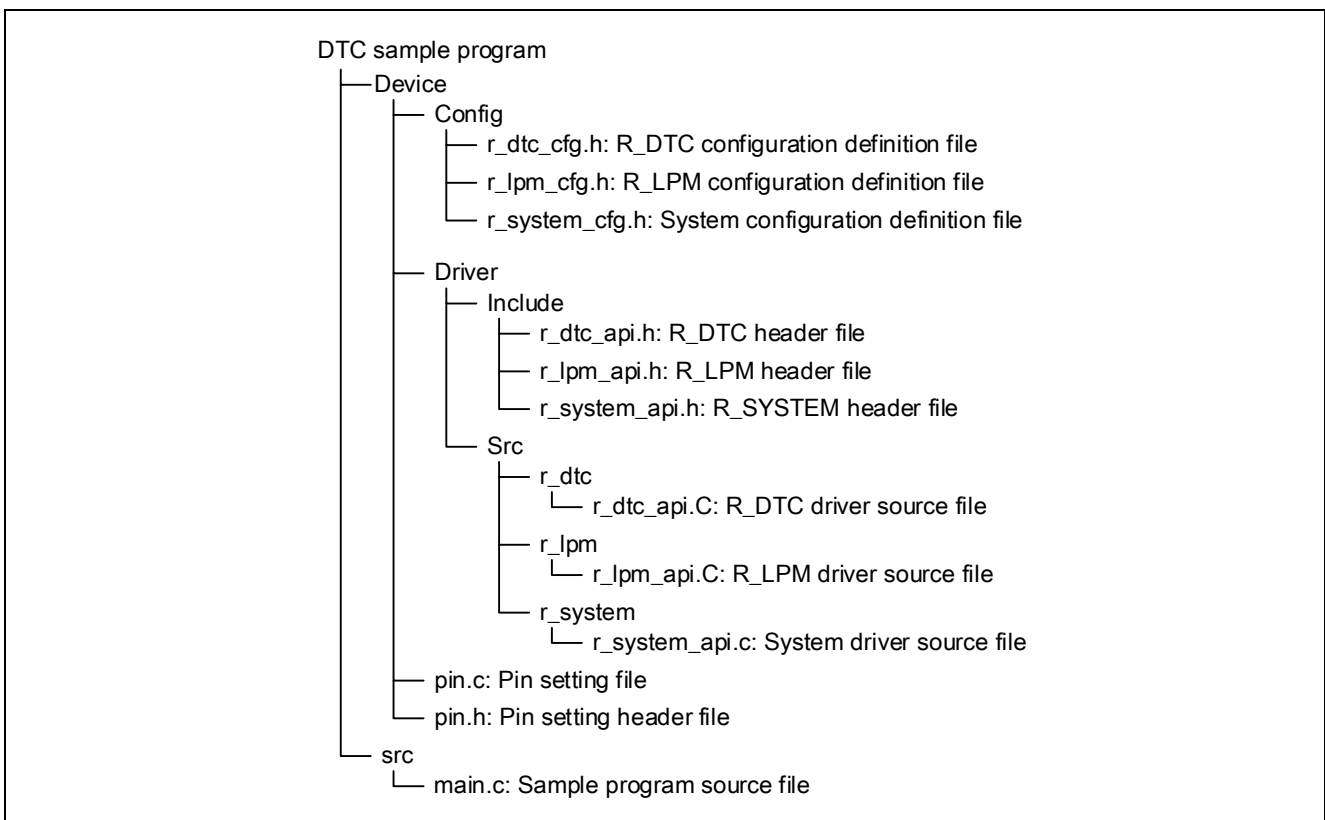 DTC sample program
Device
Config
r_dtc_cfg.h: R_DTC configuration definition file
r_lpm_cfg.h: R_LPM configuration definition file
r_system_cfg.h: System configuration definition file
Driver
Include
r_dtc_api.h: R_DTC header file
r_lpm_api.h: R_LPM header file
r_system_api.h: R_SYSTEM header file
Src
r_dtc
r_dtc_api.C: R_DTC driver source file
r_lpm
r_lpm_api.C: R_LPM driver source file
r_system
r_system_api.c: System driver source file
pin.c: Pin setting file
pin.h: Pin setting header file
src
main.c: Sample program source file